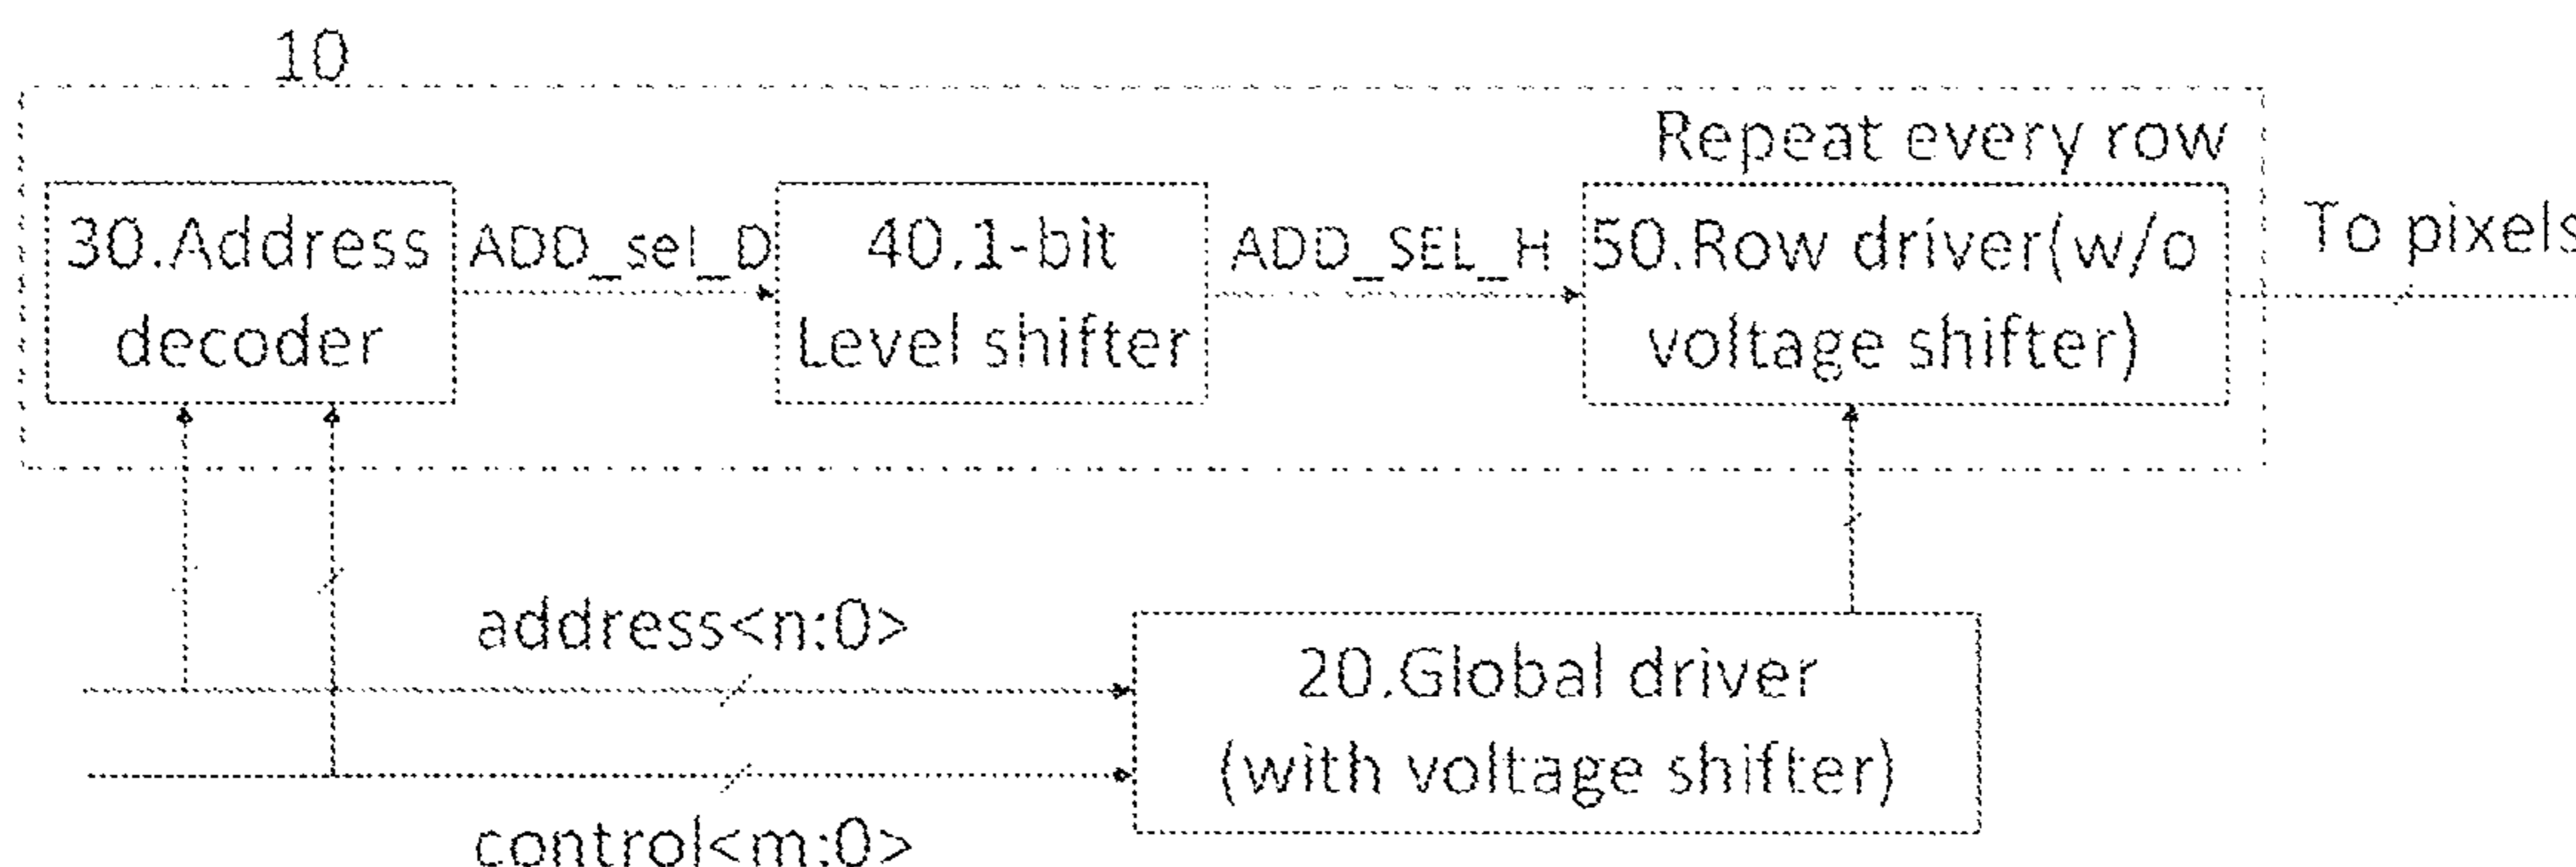 10
Repeat every row
30.Address
decoder
ADD_sel_D
40.1-bit
Level shifter
ADD_SEL_H
50.Row driver(w/o
voltage shifter)
To pixels
address<n:0>
20.Global driver
(with voltage shifter)
control<m:0>